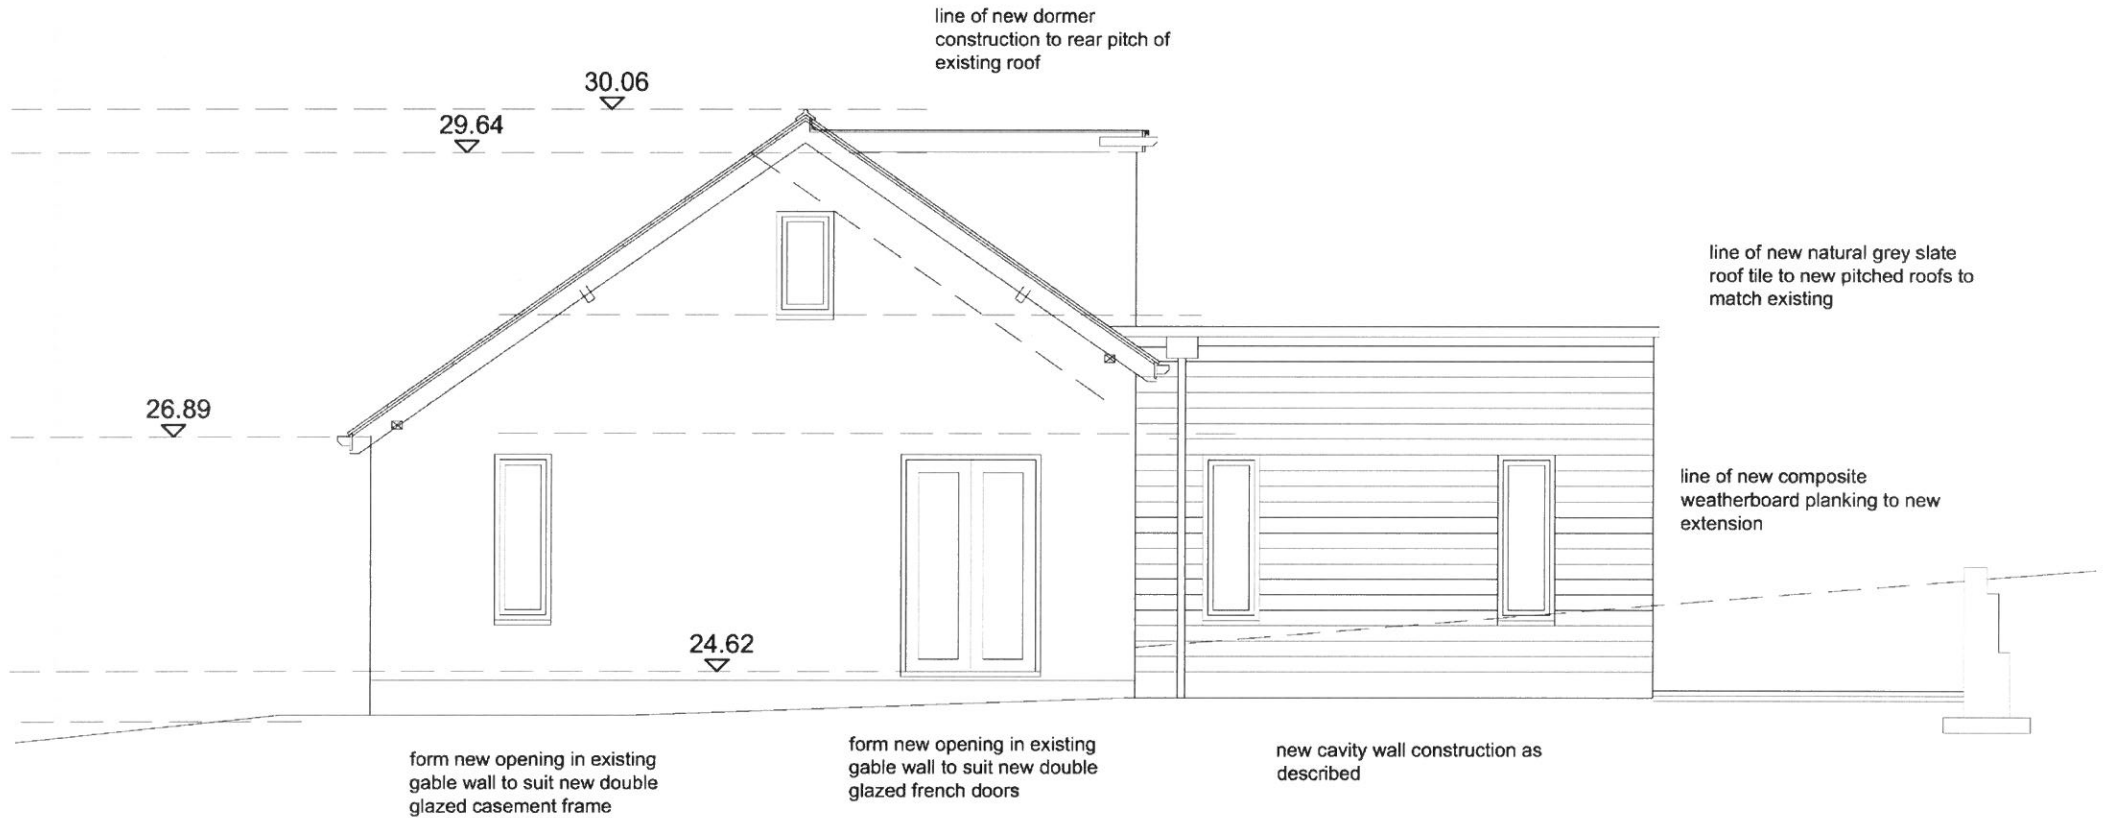 line of new dormer
construction to rear pitch of
existing roof
30.06
29.64
line of new natural grey slate
roof tile to new pitched roofs to
match existing
26.89
line of new composite
weatherboard planking to new
extension
24.62
form new opening in existing
gable wall to suit new double
glazed casement frame
form new opening in existing
gable wall to suit new double
glazed french doors
new cavity wall construction as
described